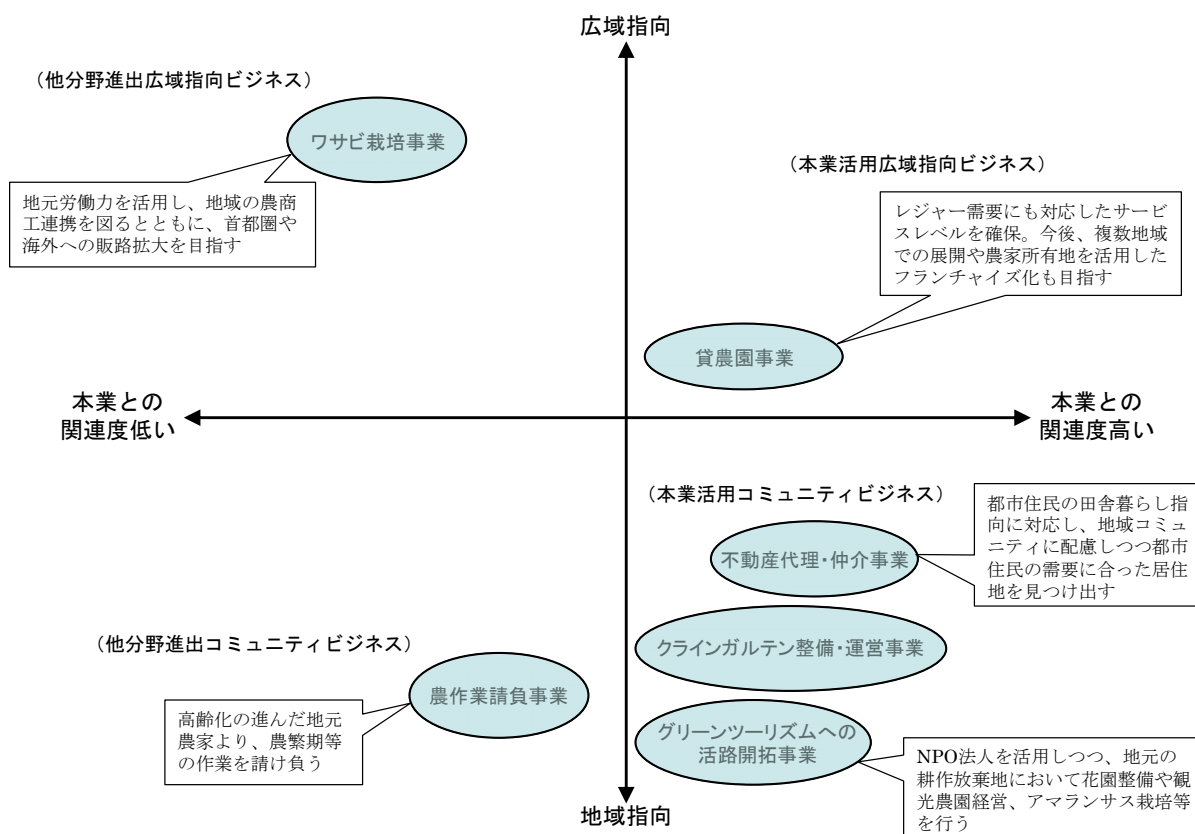 広域指向
（他分野進出広域指向ビジネス）
ワサビ栽培事業
地元労働力を活用し、地域の農商
工連携を図るとともに、首都圏や
海外への販路拡大を目指す
（本業活用広域指向ビジネス）
レジャー需要にも対応したサービ
スレベルを確保。今後、複数地域
での展開や農家所有地を活用した
フランチャイズ化も目指す
貸農園事業
本業との
関連度低い
本業との
関連度高い
（本業活用コミュニティビジネス）
都市住民の田舎暮らし指
向に対応し、地域コミュ
ニティに配慮しつつ都市
住民の需要に合った居住
地を見つけ出す
不動産代理・仲介事業
クラインガルテン整備・運営事業
（他分野進出コミュニティビジネス）
農作業請負事業
高齢化の進んだ地元
農家より、農繁期等
の作業を請け負う
グリーンツーリズムへの
活路開拓事業
NPO法人を活用しつつ、地元の
耕作放棄地において花園整備や観
光農園経営、アマランサス栽培等
を行う
地域指向